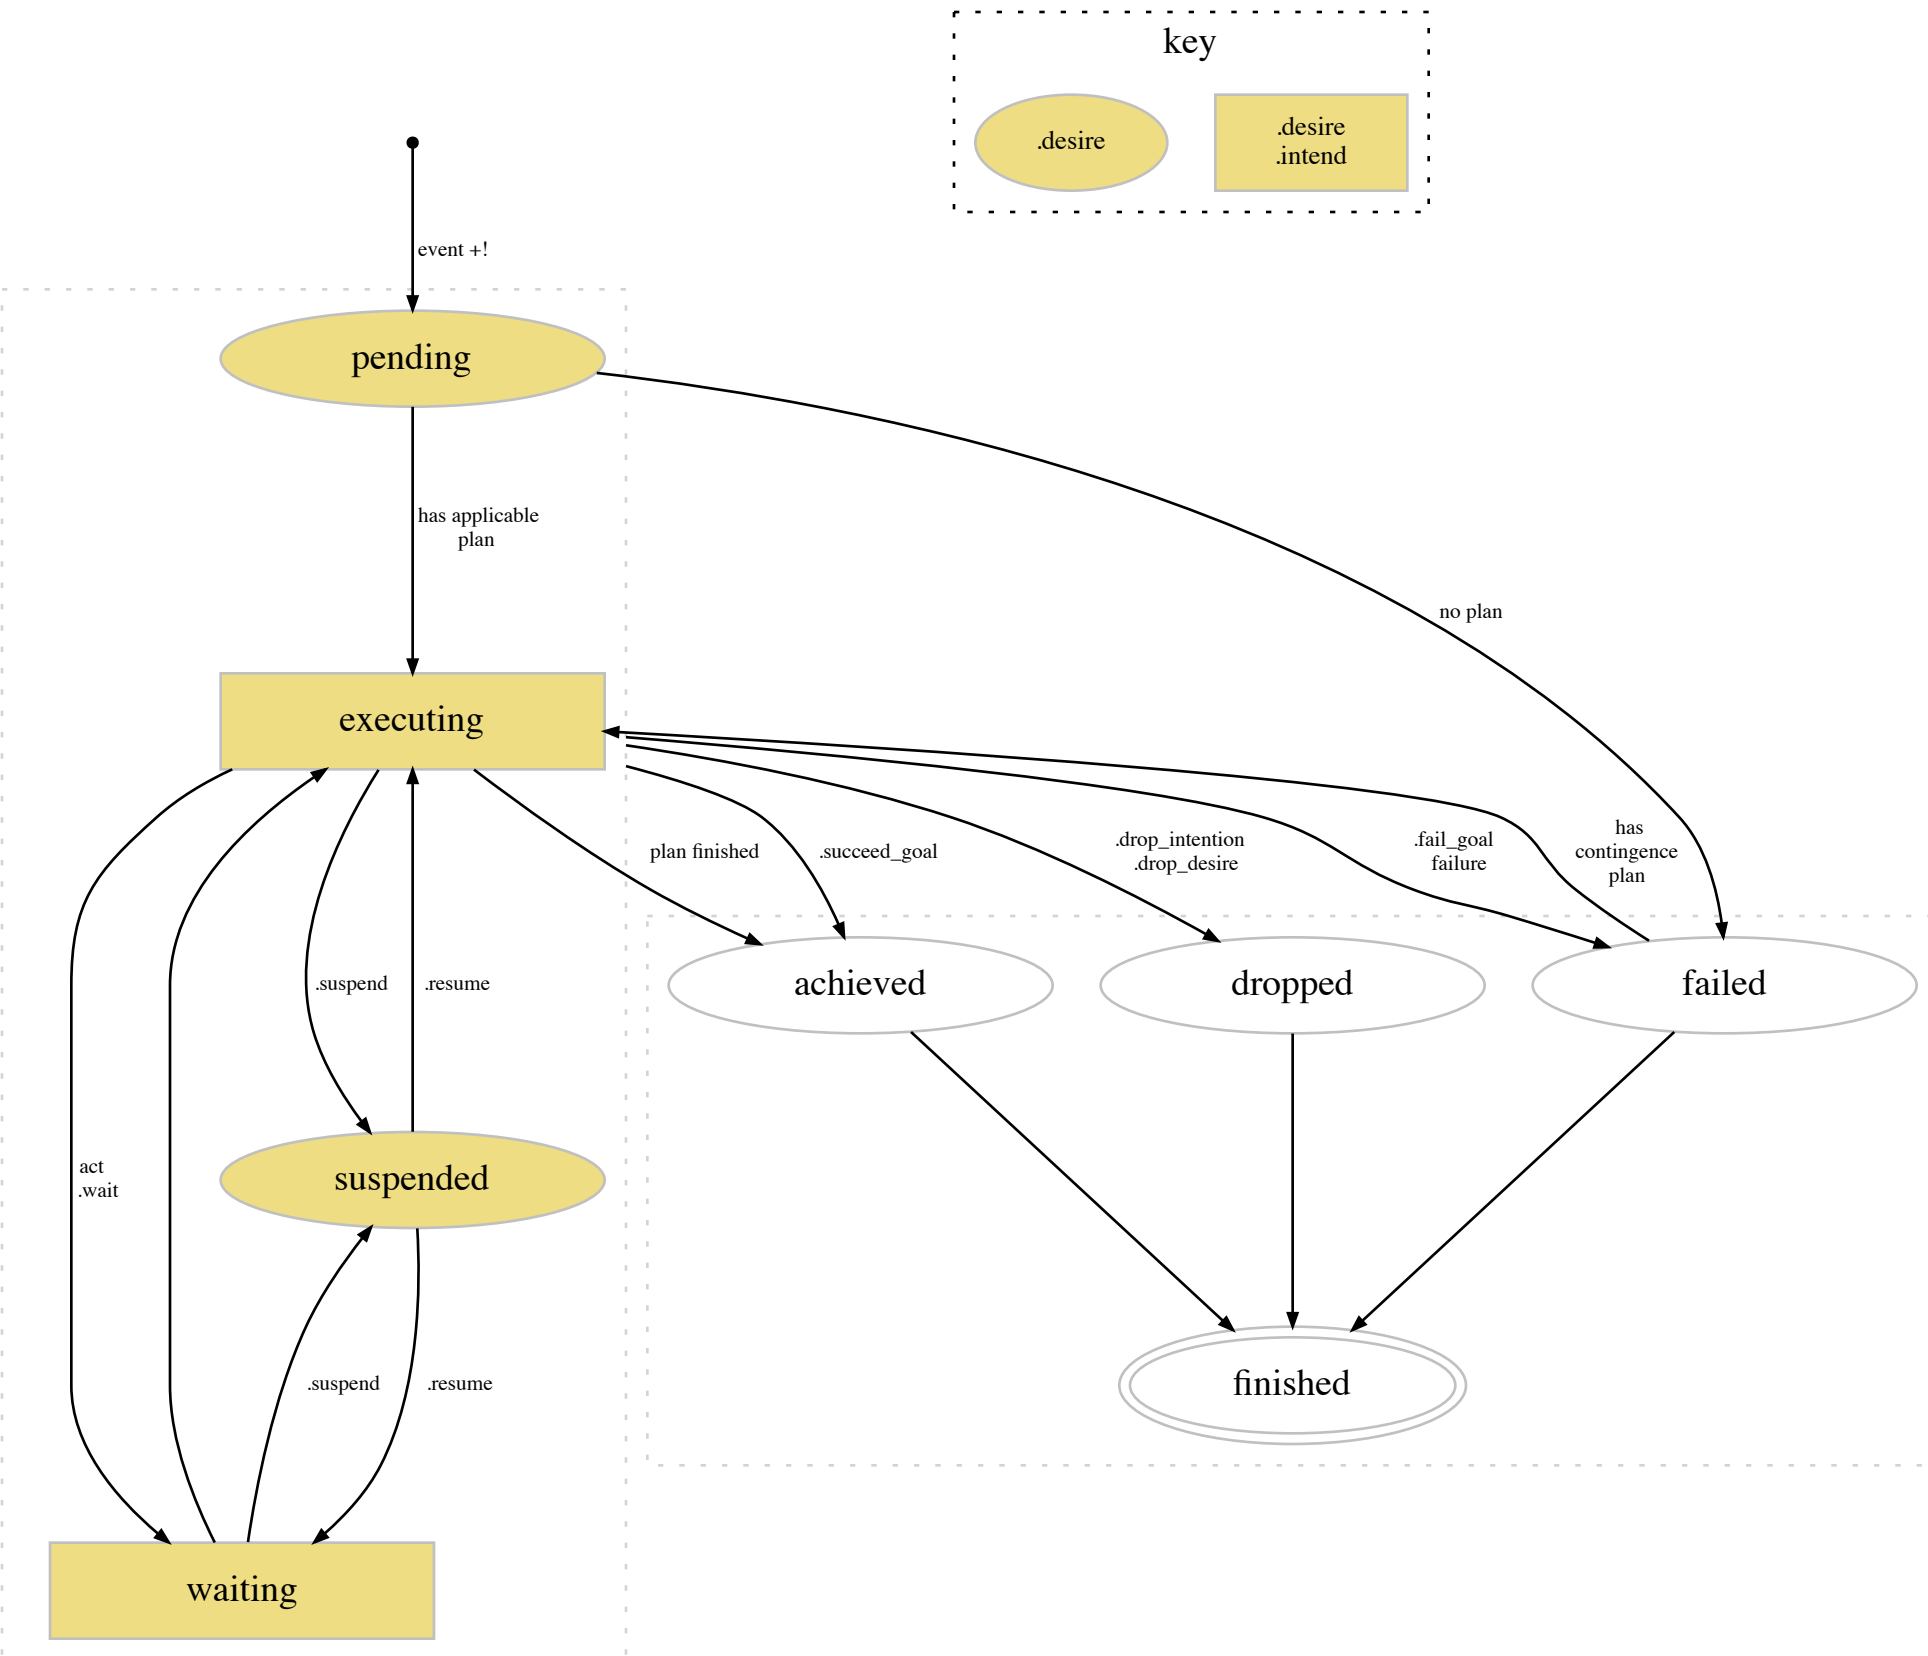 key
.desire
.desire
.intend
event +!
pending
has applicable
plan
no plan
executing
plan finished
.succeed_goal
.drop_intention
.drop_desire
.fail_goal
failure
has
contingence
plan
.suspend
.resume
achieved
dropped
failed
act
.wait
suspended
.suspend
.resume
finished
waiting